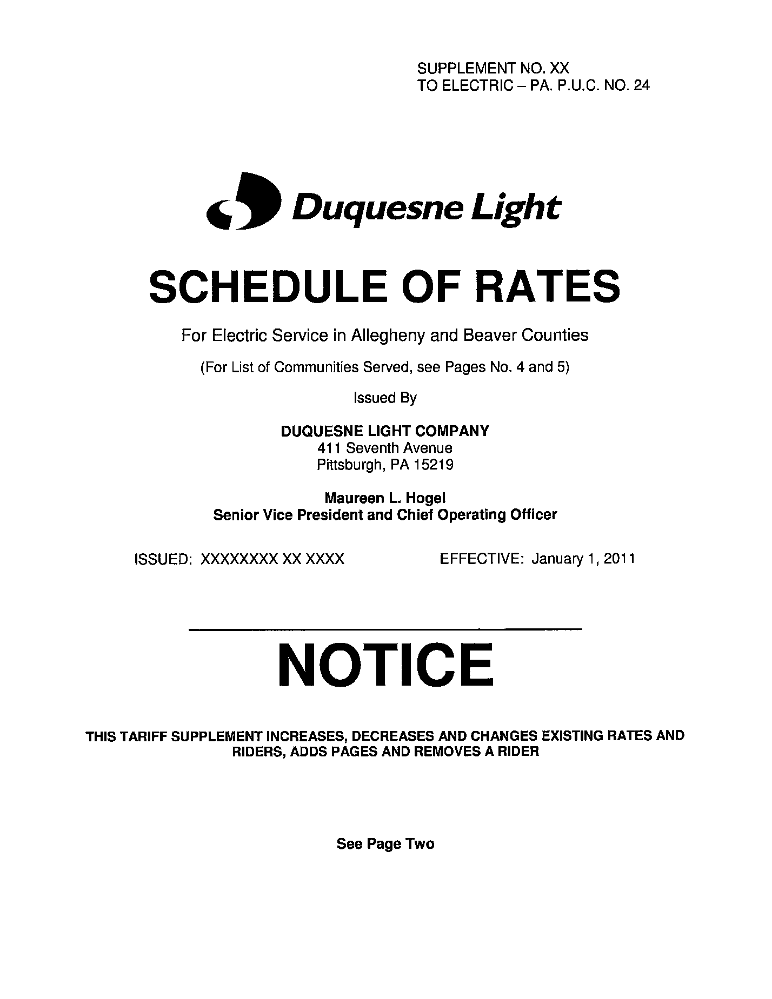 SUPPLEMENT NO. XX
TO ELECTRIC – PA. P.U.C. NO. 24
Duquesne Light
SCHEDULE OF RATES
For Electric Service in Allegheny and Beaver Counties
(For List of Communities Served, see Pages No. 4 and 5)
Issued By
DUQUESNE LIGHT COMPANY
411 Seventh Avenue
Pittsburgh, PA 15219
Maureen L. Hogel
Senior Vice President and Chief Operating Officer
ISSUED: XXXXXXXX XX XXXX EFFECTIVE: January 1, 2011
NOTICE
THIS TARIFF SUPPLEMENT INCREASES, DECREASES AND CHANGES EXISTING RATES AND
RIDERS, ADDS PAGES AND REMOVES A RIDER
See Page Two